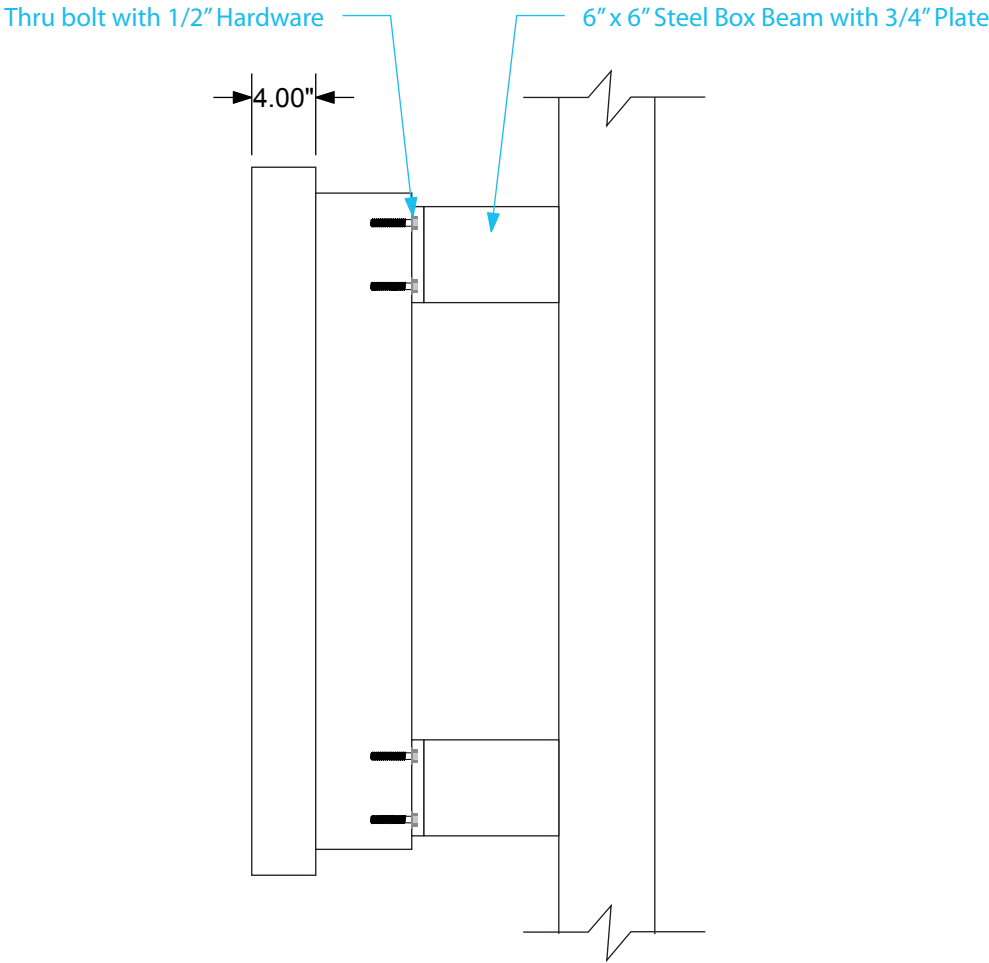 Thru bolt with 1/2” Hardware
6” x 6” Steel Box Beam with 3/4” Plate
4.00"